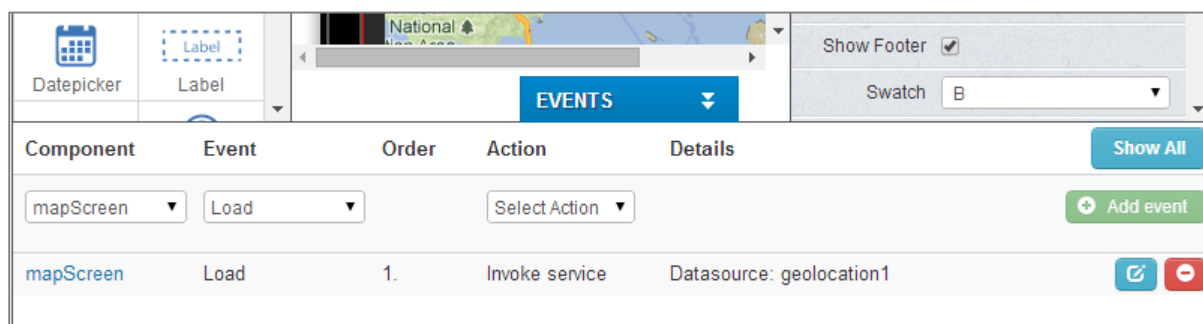 National
Label
Datepicker
Label
Show Footer
Swatch
B
EVENTS
Component Event Order Action Details Show All
mapScreen Load Select Action Add event
mapScreen Load 1. Invoke service Datasource: geolocation1